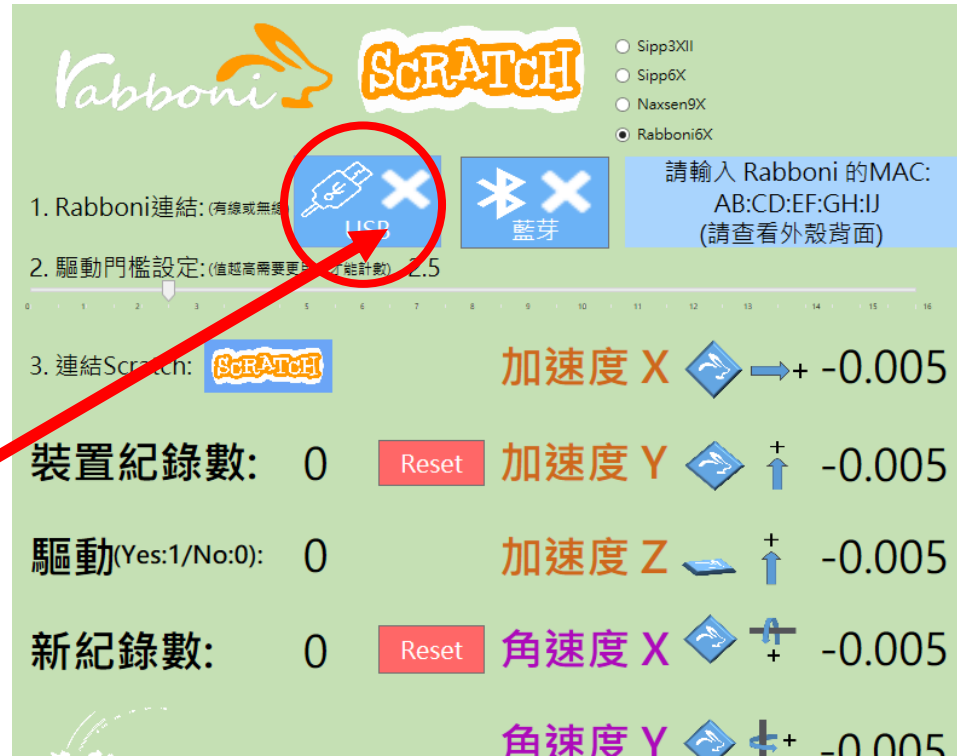 rabboni
SCRATCH
Sipp3XII
Sipp6X
Naxsen9X
Rabboni6X
1. Rabboni連結: (有線或無線)
USB
藍芽
請輸入 Rabboni 的MAC:
AB:CD:EF:GH:IJ
(請查看外殼背面)
2. 驅動門檻設定: (值越高需要更 才能計數) 2.5
0 1 2 3 5 6 7 8 9 10 11 12 13 14 15 16
3. 連結Scratch: SCRATCH
加速度 X + -0.005
裝置紀錄數: 0 Reset
加速度 Y + -0.005
驅動(Yes:1/No:0): 0
加速度 Z + -0.005
新紀錄數: 0 Reset
角速度 X + -0.005
角速度 Y + -0.005